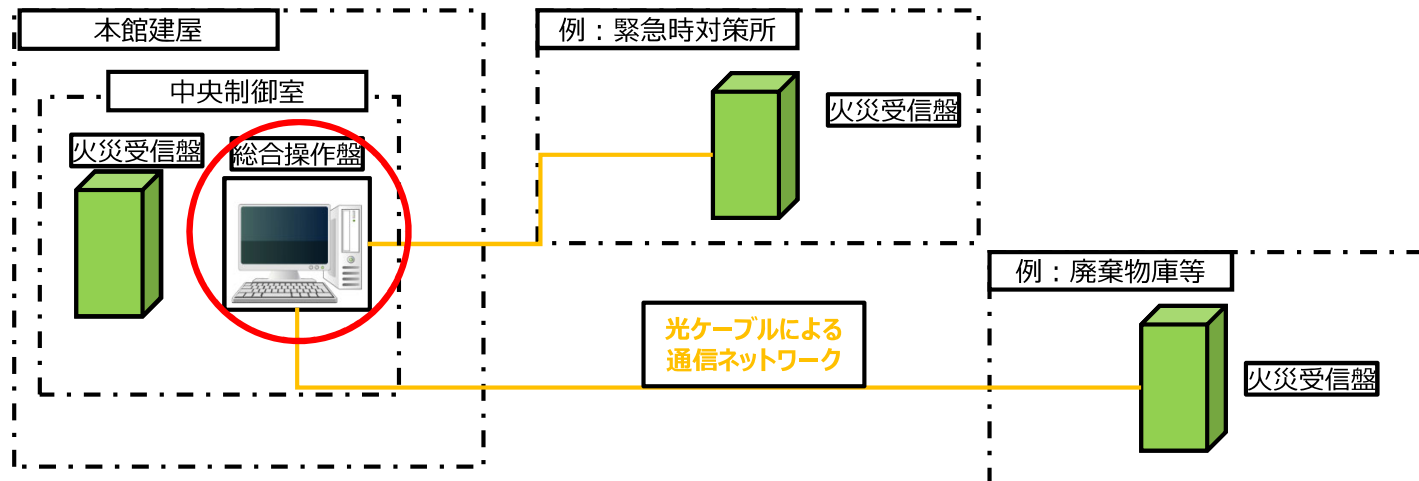 本館建屋
例：緊急時対策所
中央制御室
火災受信盤
総合操作盤
火災受信盤
例：廃棄物庫等
光ケーブルによる
通信ネットワーク
火災受信盤